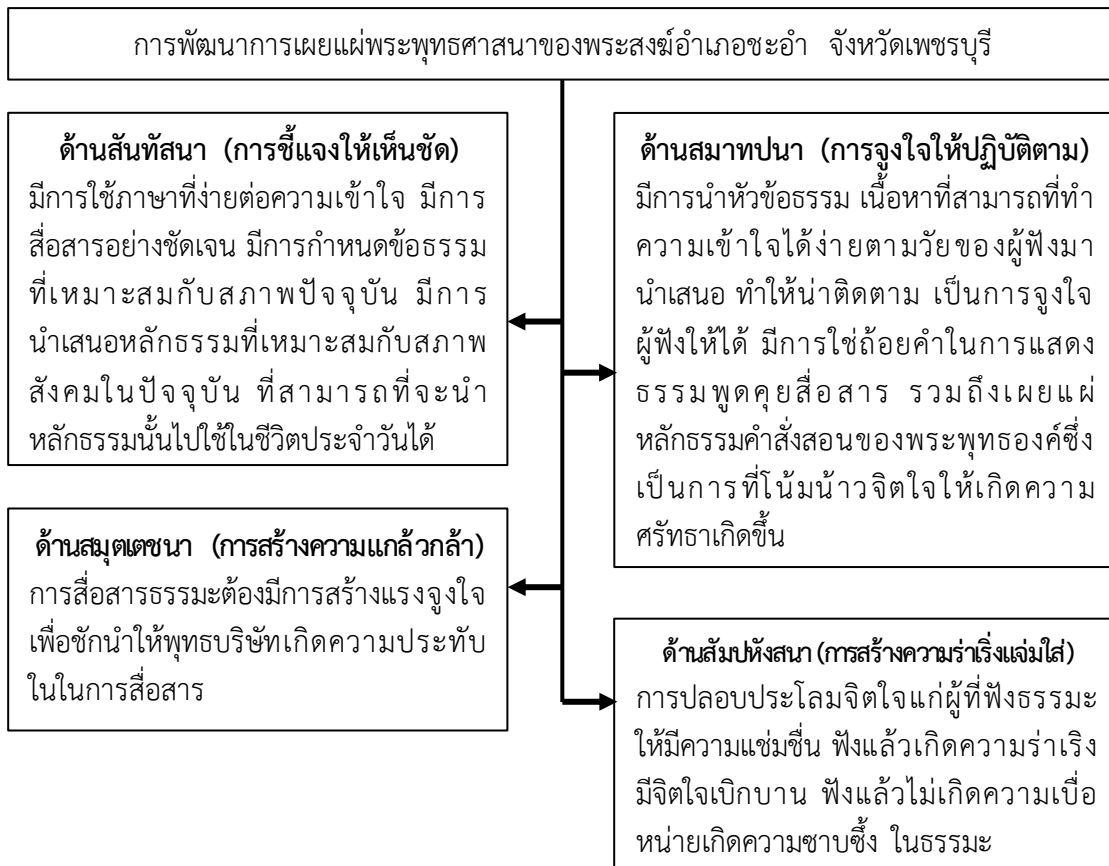 การพัฒนาการเผยแผ่พระพุทธศาสนาของพระสงฆ์อำเภอชะอำ จังหวัดเพชรบุรี
ด้านสันทัสนา (การชี้แจงให้เห็นชัด)
มีการใช้ภาษาที่ง่ายต่อความเข้าใจ มีการ
สื่อสารอย่างชัดเจน มีการกำหนดข้อธรรม
ที่เหมาะสมกับสภาพปัจจุบัน มีการ
นำเสนอหลักธรรมที่เหมาะสมกับสภาพ
สังคมในปัจจุบัน ที่สามารถที่จะนำ
หลักธรรมนั้นไปใช้ในชีวิตประจำวันได้
ด้านสมาทปนา (การจูงใจให้ปฏิบัติตาม)
มีการนำหัวข้อธรรม เนื้อหาที่สามารถที่ทำ
ความเข้าใจได้ง่ายตามวัยของผู้ฟังมา
นำเสนอ ทำให้น่าติดตาม เป็นการจูงใจ
ผู้ฟังให้ได้ มีการใช่ถ้อยคำในการแสดง
ธรรมพูดคุยสื่อสาร รวมถึงเผยแผ่
หลักธรรมคำสั่งสอนของพระพุทธองค์ซึ่ง
เป็นการที่โน้มน้าวจิตใจให้เกิดความ
ศรัทธาเกิดขึ้น
ด้านสมุตเตชนา (การสร้างความแกล้วกล้า)
การสื่อสารธรรมะต้องมีการสร้างแรงจูงใจ
เพื่อชักนำให้พุทธบริษัทเกิดความประทับ
ในในการสื่อสาร
ด้านสัมปหังสนา (การสร้างความร่าเริ่งแจ่มใส่)
การปลอบประโลมจิตใจแก่ผู้ที่ฟังธรรมะ
ให้มีความแช่มชื่น ฟังแล้วเกิดความร่าเริง
มีจิตใจเบิกบาน ฟังแล้วไม่เกิดความเบื่อ
หน่ายเกิดความซาบซึ้ง ในธรรมะ